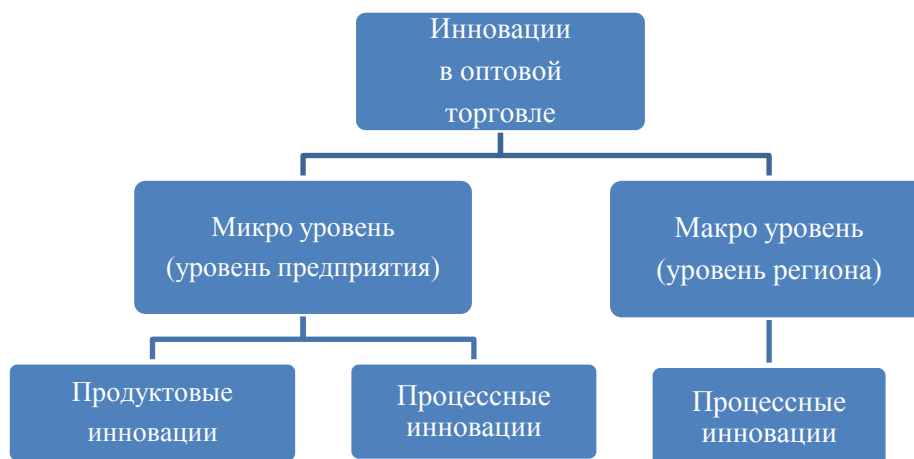 Инновации
в оптовой
торговле
Микро уровень
(уровень предприятия)
Макро уровень
(уровень региона)
Продуктовые
инновации
Процессные
инновации
Процессные
инновации